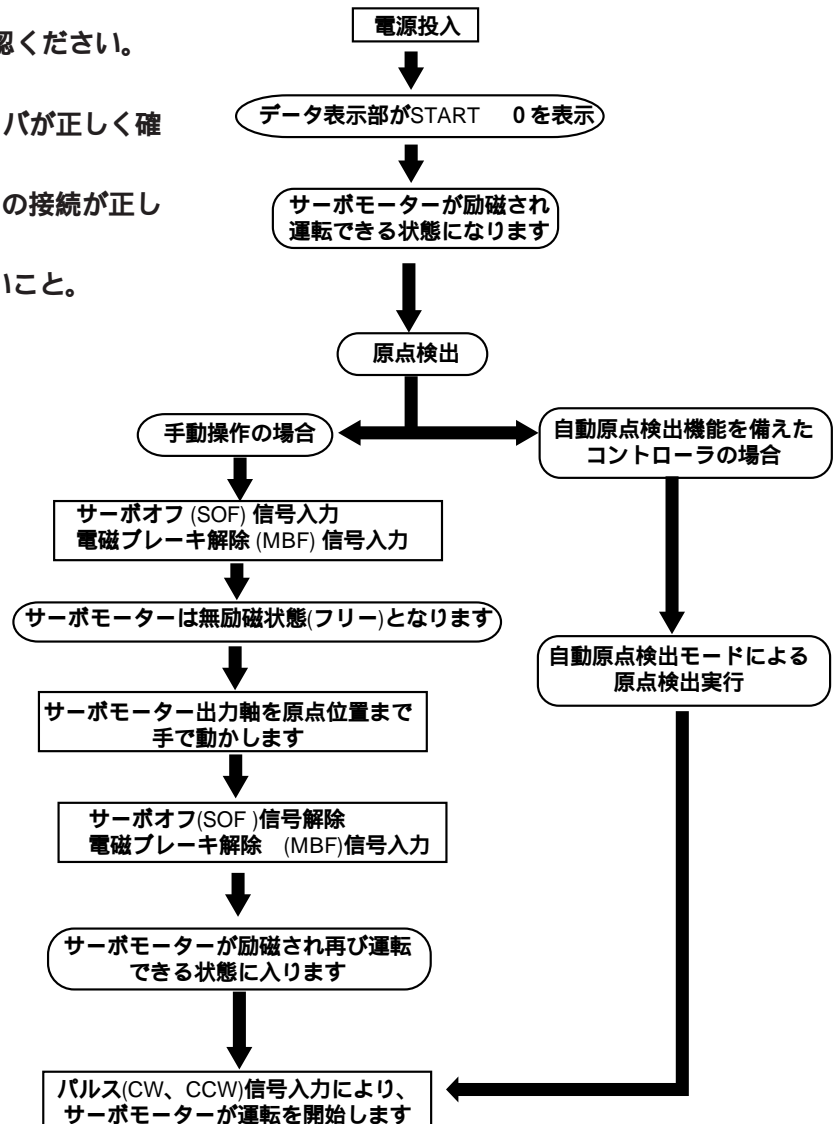 認ください。
バが正しく確
の接続が正し
いこと。
電源投入
データ表示部がSTART 0を表示
サーボモーターが励磁され
運転できる状態になります
原点検出
手動操作の場合
自動原点検出機能を備えた
コントローラの場合
サーボオフ (SOF) 信号入力
電磁ブレーキ解除 (MBF) 信号入力
サーボモーターは無励磁状態(フリー)となります
自動原点検出モードによる
原点検出実行
サーボモーター出力軸を原点位置まで
手で動かします
サーボオフ(SOF )信号解除
電磁ブレーキ解除 (MBF)信号入力
サーボモーターが励磁され再び運転
できる状態に入ります
パルス(CW、CCW)信号入力により、
サーボモーターが運転を開始します